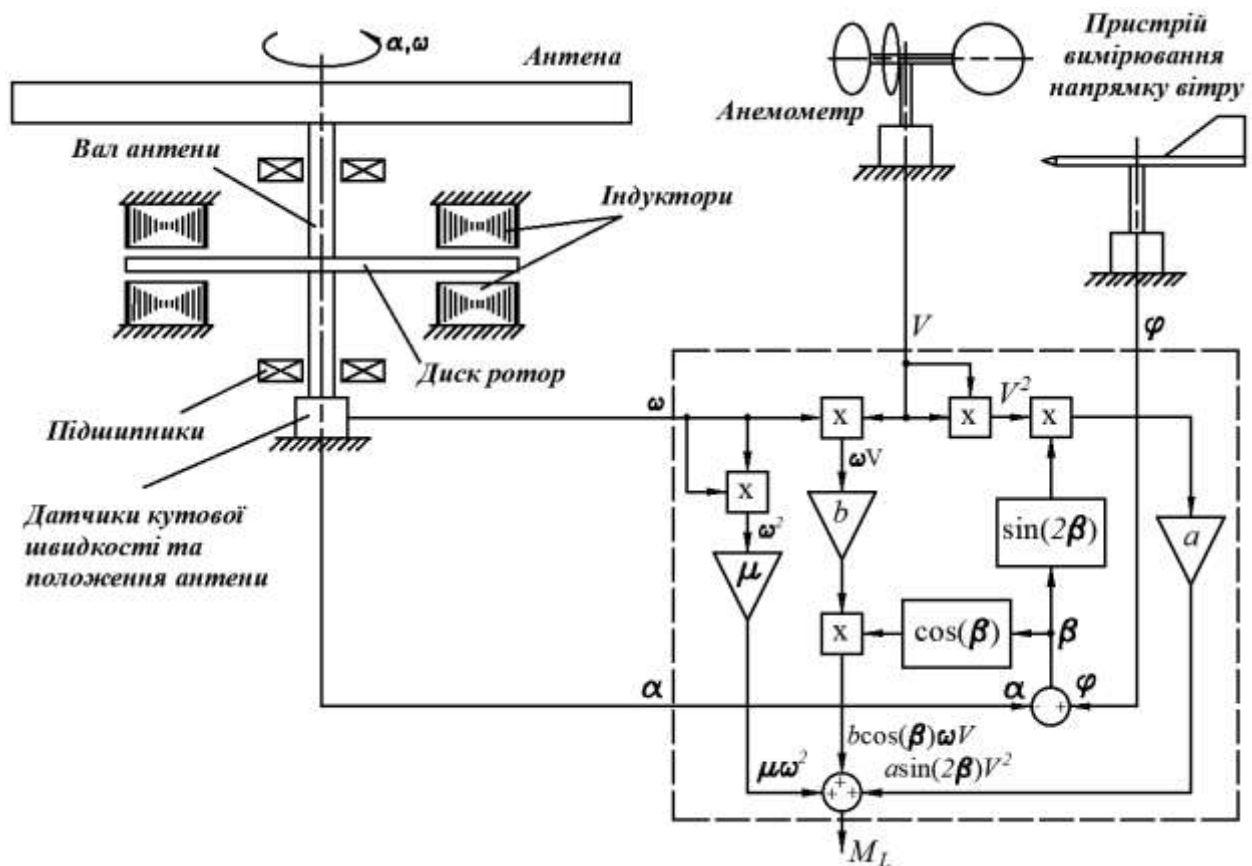 α,ω
Антена
Вал антени
Індуктори
Диск ротор
Підшипники
Датчики кутової
швидкості та
положення антени
Анемометр
Пристрій
вимірювання
напрямку вітру
V
φ
ω
x
x
V²
x
x
ωV
ω²
b
μ
sin(2β)
a
x
cos(β)
β
α
α
- +
φ
bcos(β)ωV
asin(2β)V²
μω²
+ + +
M_L